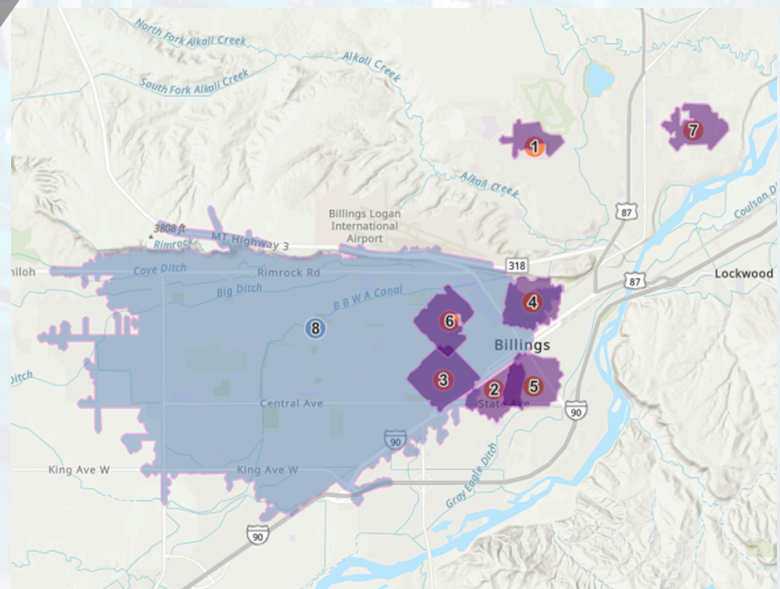 North Fork Alkali Creek
South Fork Alkali Creek
Alkali Creek
1
7
Alkali Creek
Coulson D
87
3808 ft
Rimrock
MT Highway 3
Billings Logan
International
Airport
318
87
Lockwood
hiloh
Cove Ditch
Rimrock Rd
Big Ditch
B B W A Canal
4
6
8
Billings
Ditch
3
2
5
State Ave
Central Ave
90
90
King Ave W
King Ave W
Gray Eagle Ditch
90